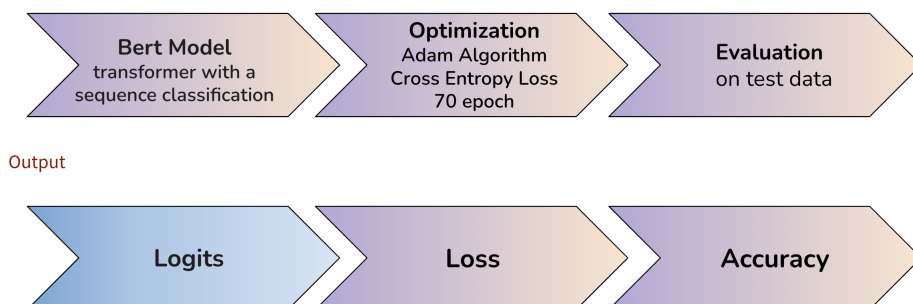 Bert Model
transformer with a
sequence classification
Optimization
Adam Algorithm
Cross Entropy Loss
70 epoch
Evaluation
on test data
Output
Logits
Loss
Accuracy